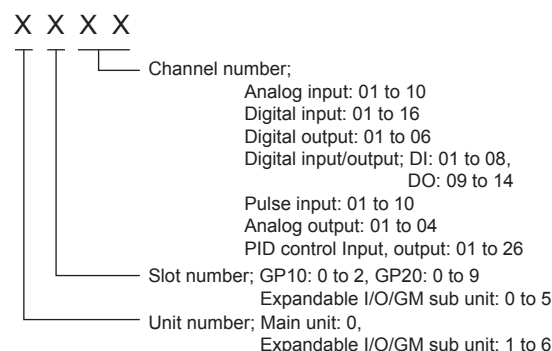 X X X X
Channel number;
Analog input: 01 to 10
Digital input: 01 to 16
Digital output: 01 to 06
Digital input/output; DI: 01 to 08,
DO: 09 to 14
Pulse input: 01 to 10
Analog output: 01 to 04
PID control Input, output: 01 to 26
Slot number; GP10: 0 to 2, GP20: 0 to 9
Expandable I/O/GM sub unit: 0 to 5
Unit number; Main unit: 0,
Expandable I/O/GM sub unit: 1 to 6